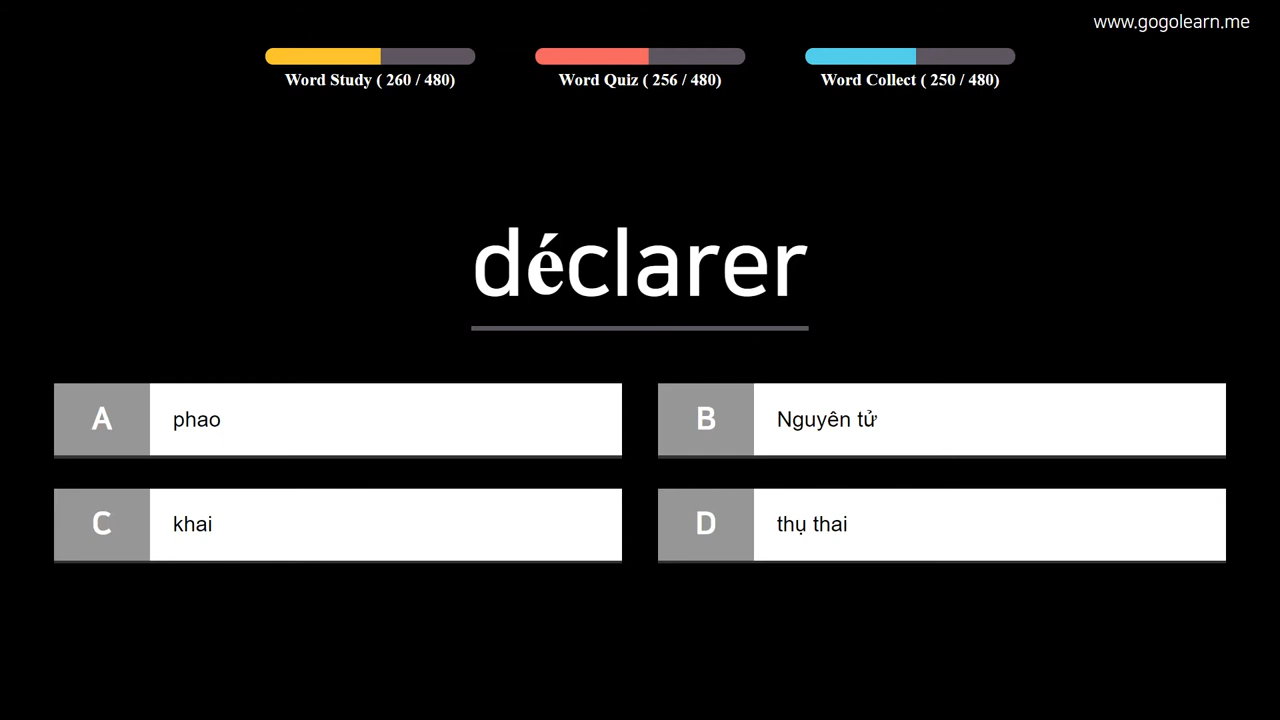 www.gogolearn.me
Word Study ( 260 / 480)
Word Quiz ( 256 / 480)
Word Collect ( 250 / 480)
déclarer
A phao
B Nguyên tử
C khai
D thụ thai